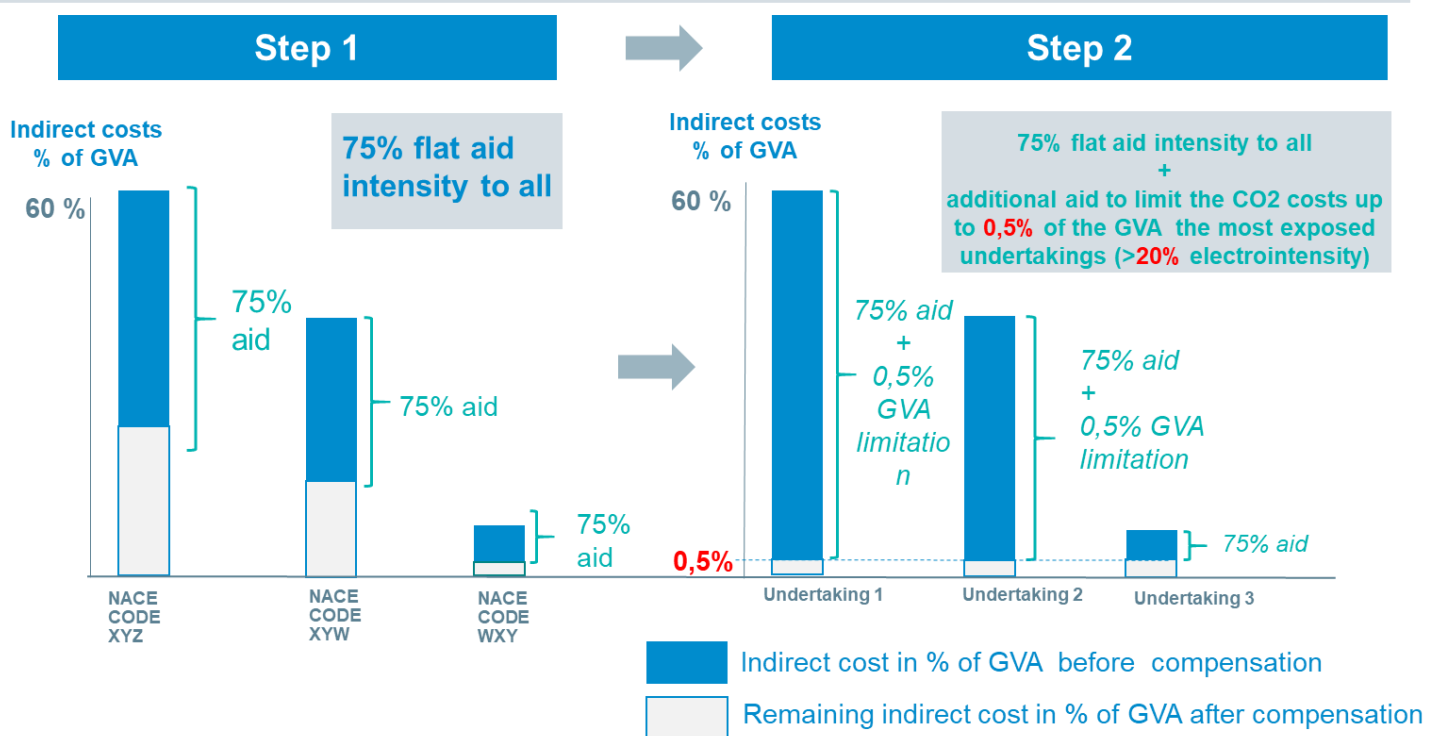 Step 1
Step 2
Indirect costs
% of GVA
75% flat aid
intensity to all
60 %
75%
aid
75% aid
75%
aid
NACE
CODE
XYZ
NACE
CODE
XYW
NACE
CODE
WXY
Indirect costs
% of GVA
75% flat aid intensity to all
+
additional aid to limit the CO2 costs up
to 0,5% of the GVA the most exposed
undertakings (>20% electrointensity)
60 %
75% aid
+
0,5%
GVA
limitatio
n
75% aid
+
0,5% GVA
limitation
75% aid
0,5%
Undertaking 1
Undertaking 2
Undertaking 3
Indirect cost in % of GVA before compensation
Remaining indirect cost in % of GVA after compensation